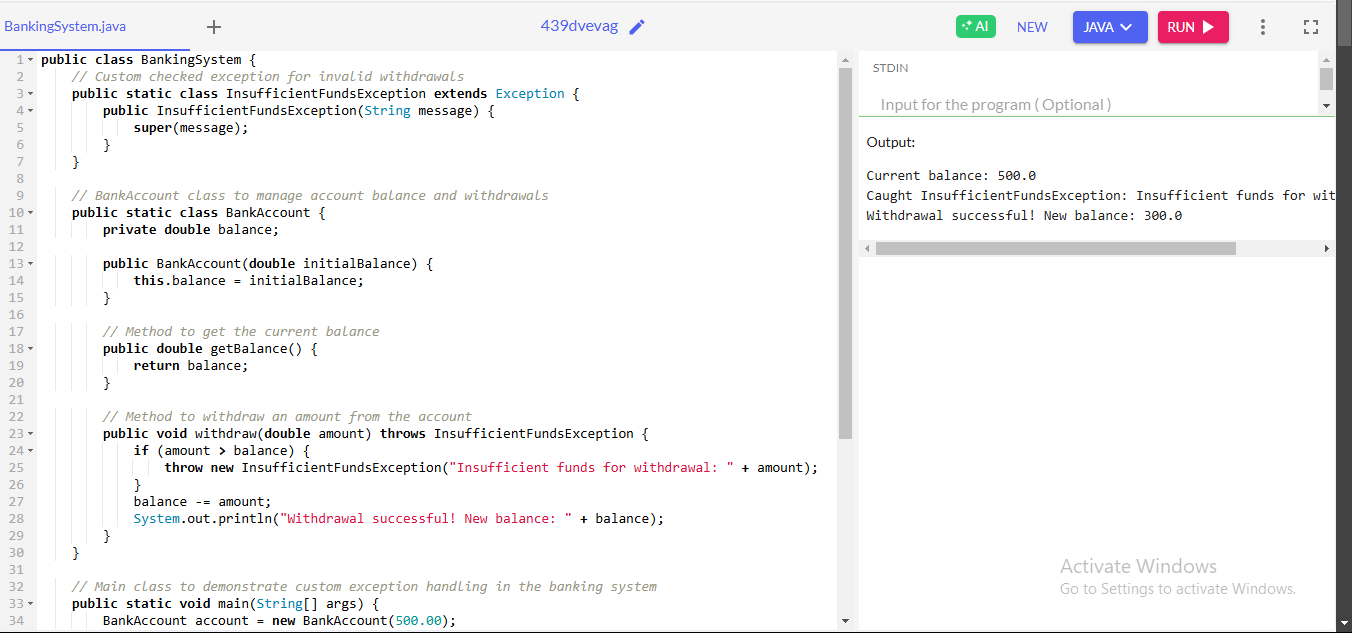 BankingSystem.java + 439dvevag AI NEW JAVA RUN
1 public class BankingSystem {
2     // Custom checked exception for invalid withdrawals
3     public static class InsufficientFundsException extends Exception {
4         public InsufficientFundsException(String message) {
5             super(message);
6         }
7     }
8
9     // BankAccount class to manage account balance and withdrawals
10     public static class BankAccount {
11         private double balance;
12
13         public BankAccount(double initialBalance) {
14             this.balance = initialBalance;
15         }
16
17         // Method to get the current balance
18         public double getBalance() {
19             return balance;
20         }
21
22         // Method to withdraw an amount from the account
23         public void withdraw(double amount) throws InsufficientFundsException {
24             if (amount > balance) {
25                 throw new InsufficientFundsException("Insufficient funds for withdrawal: " + amount);
26             }
27             balance -= amount;
28             System.out.println("Withdrawal successful! New balance: " + balance);
29         }
30     }
31
32     // Main class to demonstrate custom exception handling in the banking system
33     public static void main(String[] args) {
34         BankAccount account = new BankAccount(500.00);
STDIN
Input for the program ( Optional )
Output:
Current balance: 500.0
Caught InsufficientFundsException: Insufficient funds for wit
Withdrawal successful! New balance: 300.0
Activate Windows
Go to Settings to activate Windows.